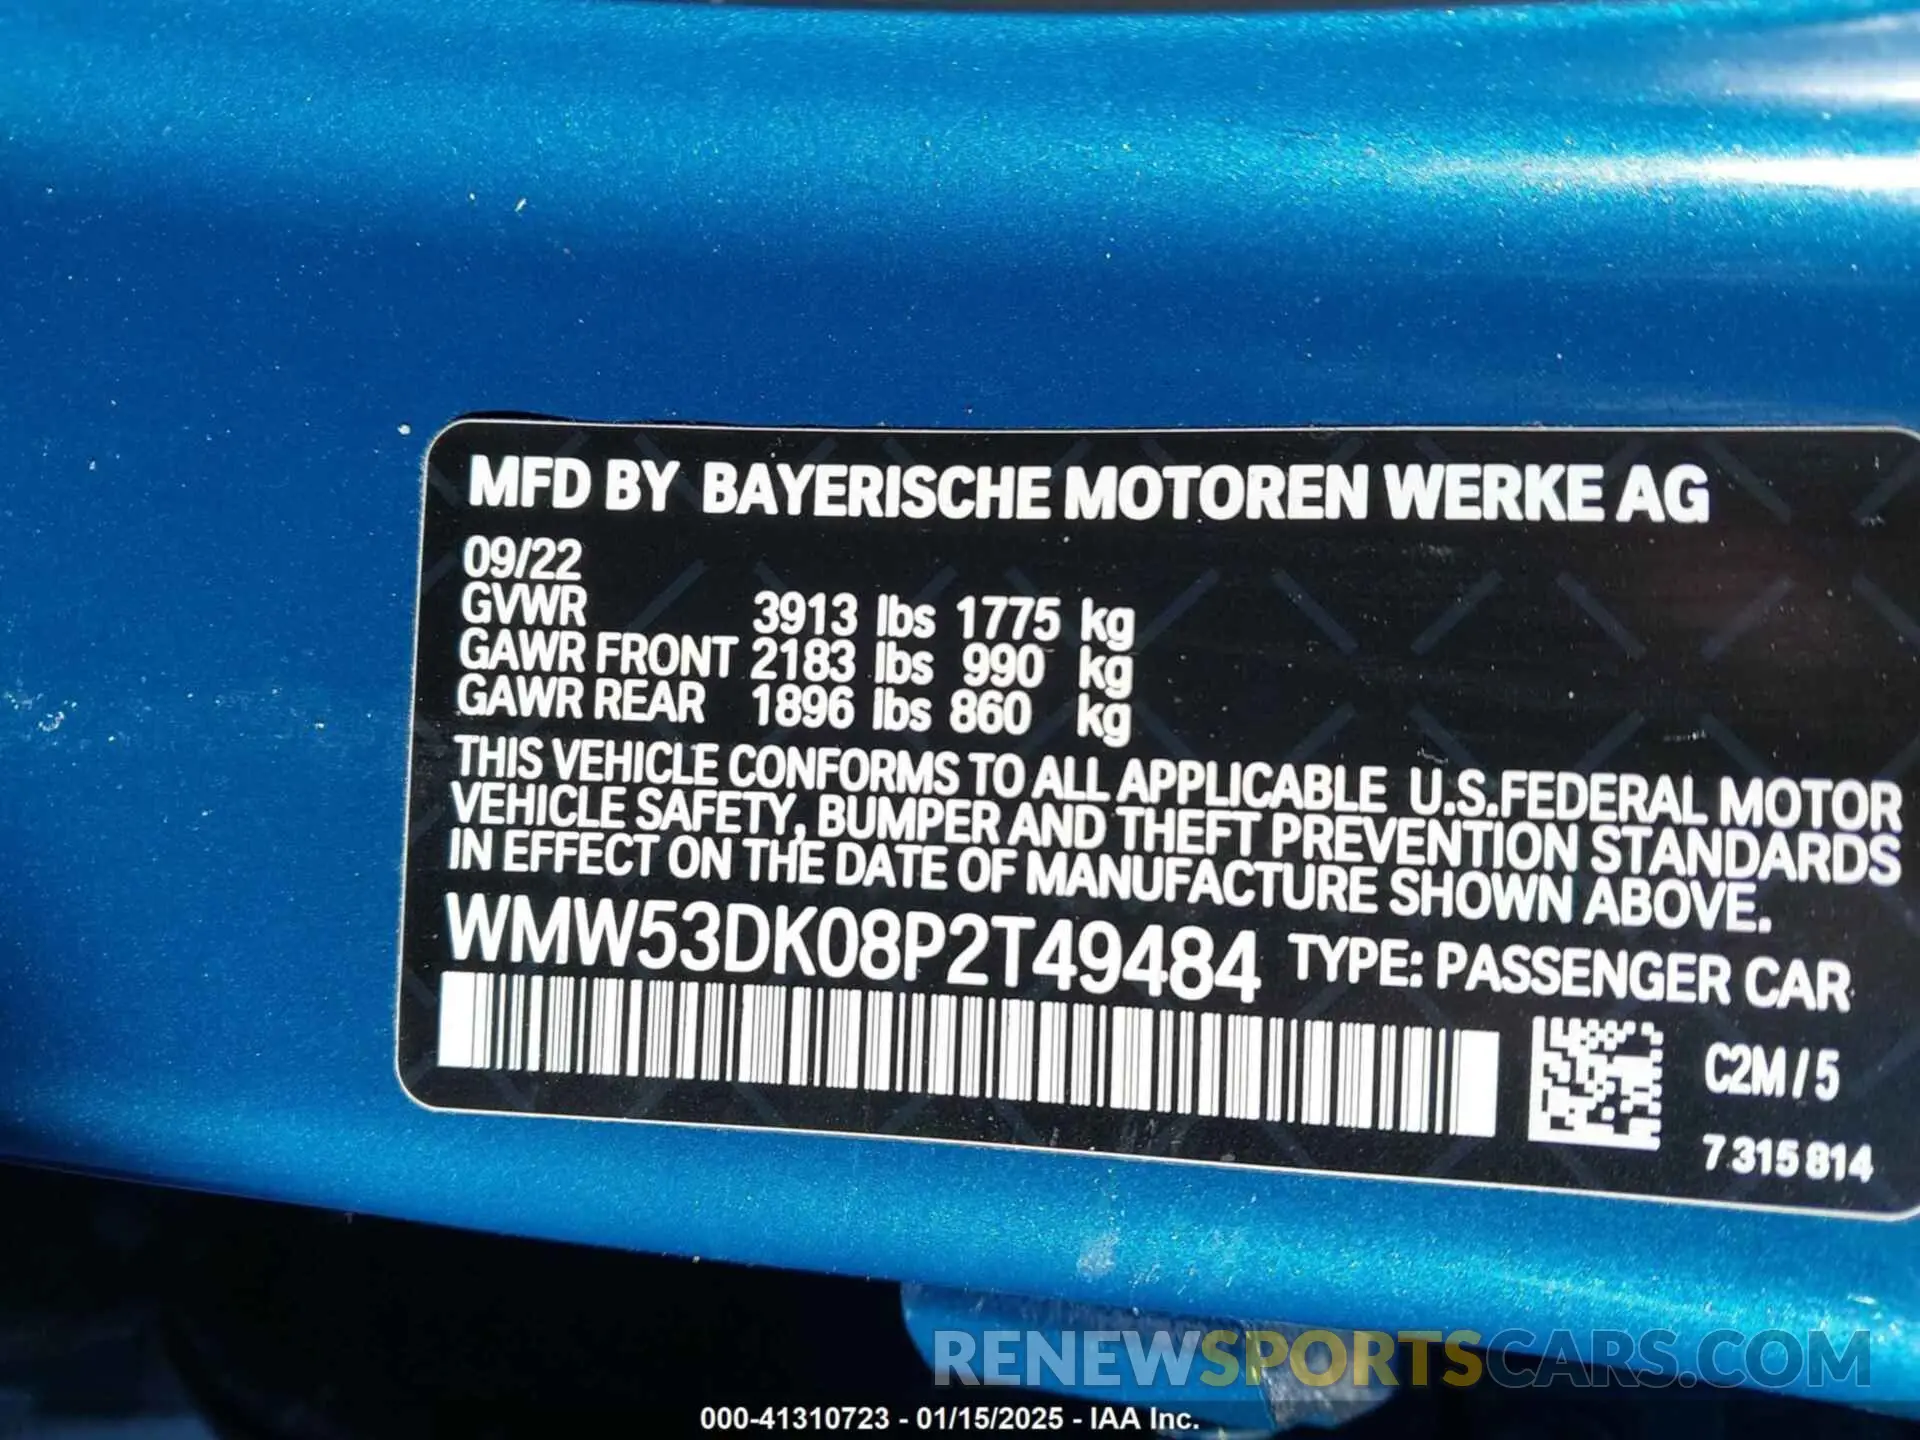 MFD BY BAYERISCHE MOTOREN WERKE AG
09/22
GVWR 3913 lbs 1775 kg
GAWR FRONT 2183 lbs 990 kg
GAWR REAR 1896 lbs 860 kg
THIS VEHICLE CONFORMS TO ALL APPLICABLE U.S.FEDERAL MOTOR
VEHICLE SAFETY, BUMPER AND THEFT PREVENTION STANDARDS
IN EFFECT ON THE DATE OF MANUFACTURE SHOWN ABOVE.
WMW53DK08P2T49484 TYPE: PASSENGER CAR
C2M / 5
7 315 814
RENEWSPORTSCARS.COM
000-41310723 - 01/15/2025 - IAA Inc.